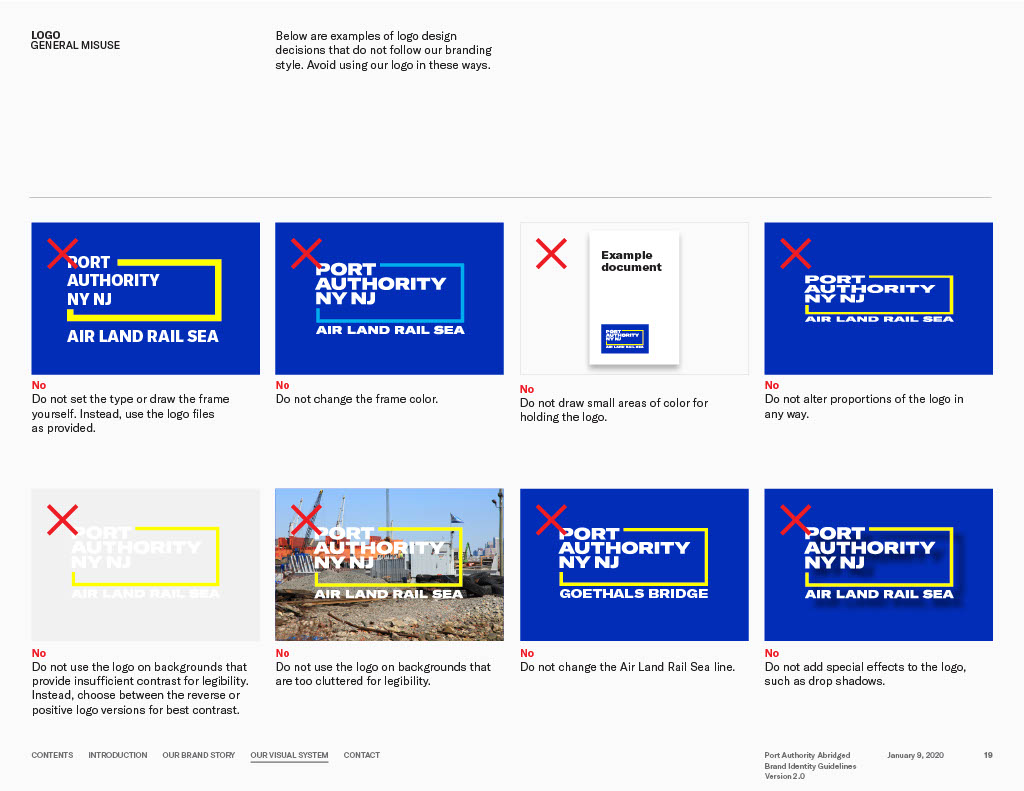 LOGO
GENERAL MISUSE
Below are examples of logo design
decisions that do not follow our branding
style. Avoid using our logo in these ways.
PORT
AUTHORITY
NY NJ
AIR LAND RAIL SEA
No
Do not set the type or draw the frame
yourself. Instead, use the logo files
as provided.
PORT
AUTHORITY
NY NJ
AIR LAND RAIL SEA
No
Do not change the frame color.
Example
document
PORT
AUTHORITY
NY NJ
AIR LAND RAIL SEA
No
Do not draw small areas of color for
holding the logo.
PORT
AUTHORITY
NY NJ
AIR LAND RAIL SEA
No
Do not alter proportions of the logo in
any way.
PORT
AUTHORITY
NY NJ
AIR LAND RAIL SEA
No
Do not use the logo on backgrounds that
provide insufficient contrast for legibility.
Instead, choose between the reverse or
positive logo versions for best contrast.
PORT
AUTHORITY
NY NJ
AIR LAND RAIL SEA
No
Do not use the logo on backgrounds that
are too cluttered for legibility.
PORT
AUTHORITY
NY NJ
GOETHALS BRIDGE
No
Do not change the Air Land Rail Sea line.
PORT
AUTHORITY
NY NJ
AIR LAND RAIL SEA
No
Do not add special effects to the logo,
such as drop shadows.
CONTENTS INTRODUCTION OUR BRAND STORY OUR VISUAL SYSTEM CONTACT
Port Authority Abridged
Brand Identity Guidelines
Version 2.0
January 9, 2020
19